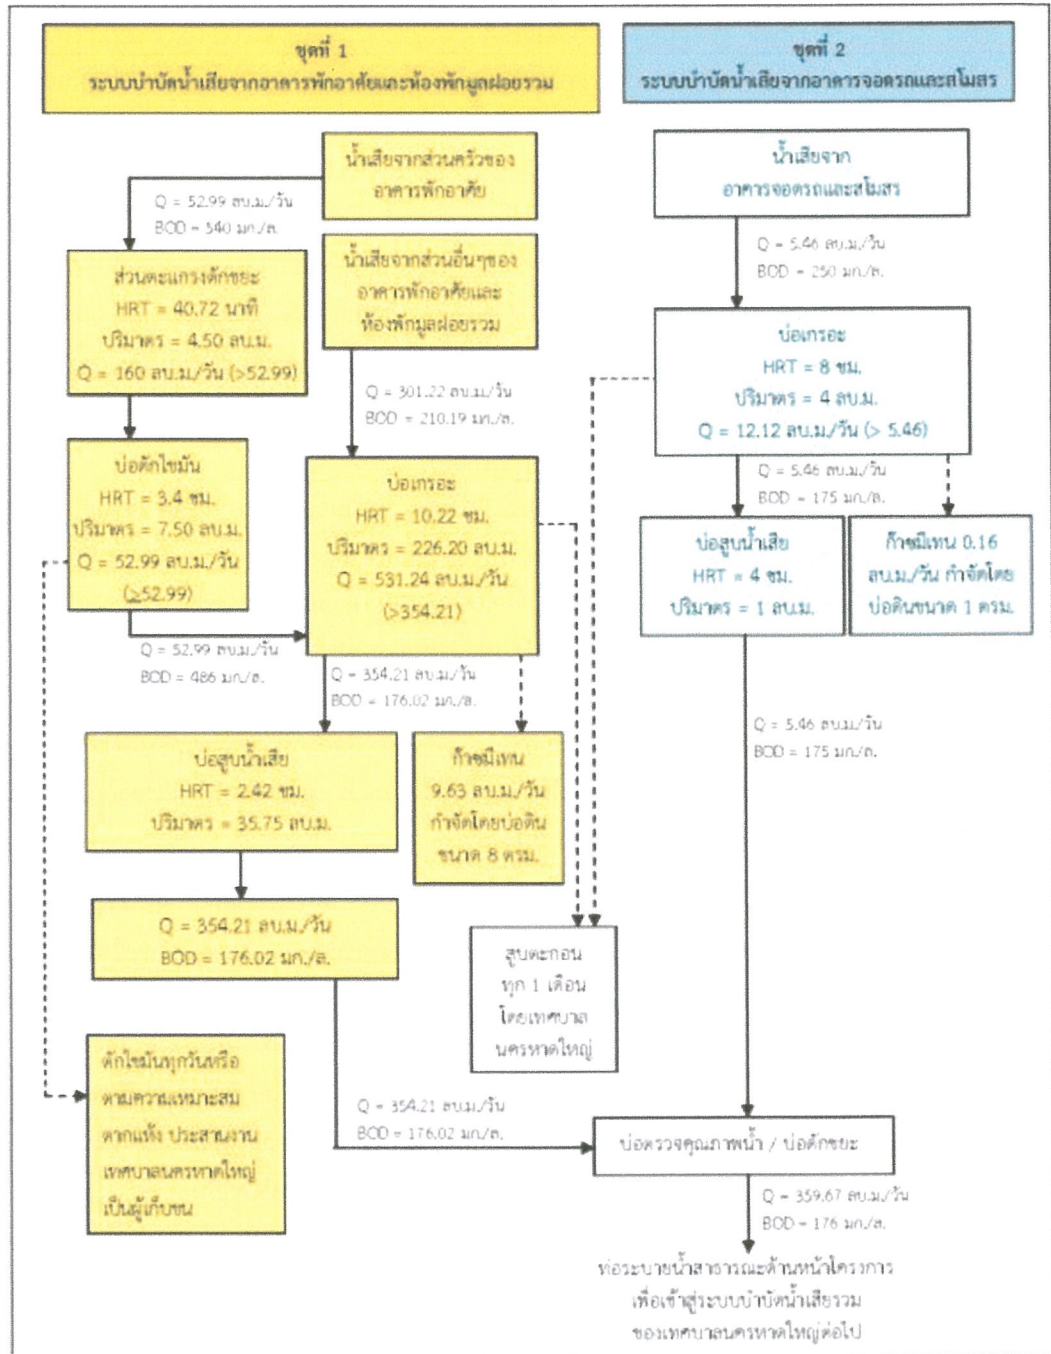 ชุดที่ 1
ระบบบำบัดน้ำเสียจากอาคารพักอาศัยและห้องพักมูลฝอยรวม
น้ำเสียจากส่วนครัวของ
อาคารพักอาศัย
Q = 52.99 ลบ.ม./วัน
BOD = 540 มก./ล.
ส่วนตะแกรงดักขยะ
HRT = 40.72 นาที
ปริมาตร = 4.50 ลบ.ม.
Q = 160 ลบ.ม./วัน (>52.99)
น้ำเสียจากส่วนอื่นๆของ
อาคารพักอาศัยและ
ห้องพักมูลฝอยรวม
Q = 301.22 ลบ.ม./วัน
BOD = 210.19 มก./ล.
บ่อดักไขมัน
HRT = 3.4 ชม.
ปริมาตร = 7.50 ลบ.ม.
Q = 52.99 ลบ.ม./วัน
(≥52.99)
Q = 52.99 ลบ.ม./วัน
BOD = 486 มก./ล.
บ่อเกรอะ
HRT = 10.22 ชม.
ปริมาตร = 226.20 ลบ.ม.
Q = 531.24 ลบ.ม./วัน
(>354.21)
Q = 354.21 ลบ.ม./วัน
BOD = 176.02 มก./ล.
บ่อสูบน้ำเสีย
HRT = 2.42 ชม.
ปริมาตร = 35.75 ลบ.ม.
ก๊าซมีเทน
9.63 ลบ.ม./วัน
กำจัดโดยบ่อดิน
ขนาด 8 ตรม.
Q = 354.21 ลบ.ม./วัน
BOD = 176.02 มก./ล.
ดักไขมันทุกวันหรือ
ตามความเหมาะสม
ตากแห้ง ประสานงาน
เทศบาลนครหาดใหญ่
เป็นผู้เก็บขน
Q = 354.21 ลบ.ม./วัน
BOD = 176.02 มก./ล.
สูบตะกอน
ทุก 1 เดือน
โดยเทศบาล
นครหาดใหญ่
ชุดที่ 2
ระบบบำบัดน้ำเสียจากอาคารจอดรถและสโมสร
น้ำเสียจาก
อาคารจอดรถและสโมสร
Q = 5.46 ลบ.ม./วัน
BOD = 250 มก./ล.
บ่อเกรอะ
HRT = 8 ชม.
ปริมาตร = 4 ลบ.ม.
Q = 12.12 ลบ.ม./วัน (> 5.46)
Q = 5.46 ลบ.ม./วัน
BOD = 175 มก./ล.
บ่อสูบน้ำเสีย
HRT = 4 ชม.
ปริมาตร = 1 ลบ.ม.
ก๊าซมีเทน 0.16
ลบ.ม./วัน กำจัดโดย
บ่อดินขนาด 1 ตรม.
Q = 5.46 ลบ.ม./วัน
BOD = 175 มก./ล.
บ่อตรวจคุณภาพน้ำ / บ่อดักขยะ
Q = 359.67 ลบ.ม./วัน
BOD = 176 มก./ล.
ท่อระบายน้ำสาธารณะด้านหน้าโครงการ
เพื่อเข้าสู่ระบบบำบัดน้ำเสียรวม
ของเทศบาลนครหาดใหญ่ต่อไป